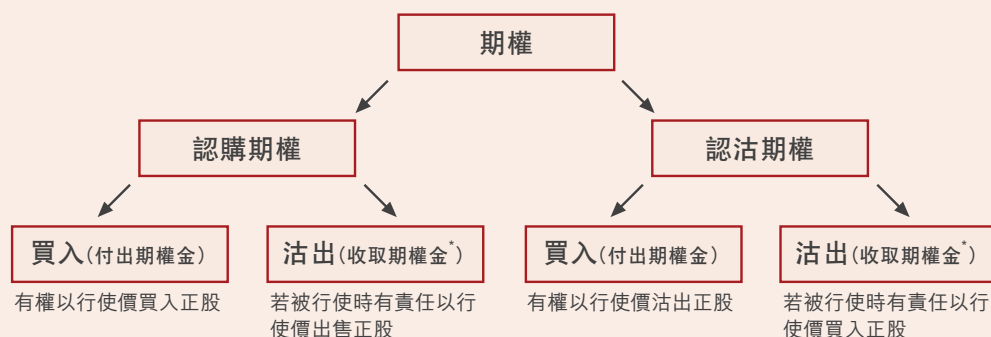 期權
認購期權
認沽期權
買入(付出期權金)
沽出(收取期權金*)
買入(付出期權金)
沽出(收取期權金*)
有權以行使價買入正股
若被行使時有責任以行
使價出售正股
有權以行使價沽出正股
若被行使時有責任以行
使價買入正股